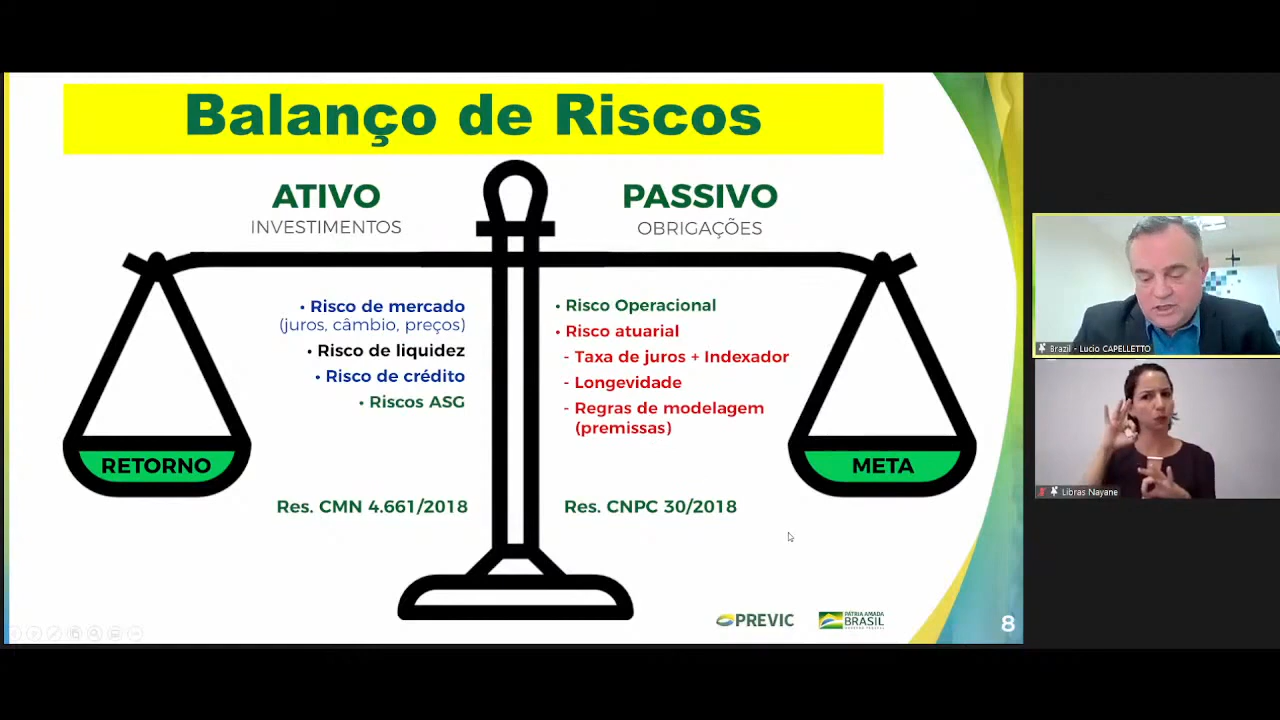 Balanço de Riscos
ATIVO
INVESTIMENTOS
• Risco de mercado
(juros, câmbio, preços)
• Risco de liquidez
• Risco de crédito
• Riscos ASG
RETORNO
Res. CMN 4.661/2018
PASSIVO
OBRIGAÇÕES
• Risco Operacional
• Risco atuarial
- Taxa de juros + Indexador
- Longevidade
- Regras de modelagem
(premissas)
META
Res. CNPC 30/2018
PREVIC
PÁTRIA AMADA
BRASIL
8
Brazil - Lucio CAPELLETTO
Libras Nayane